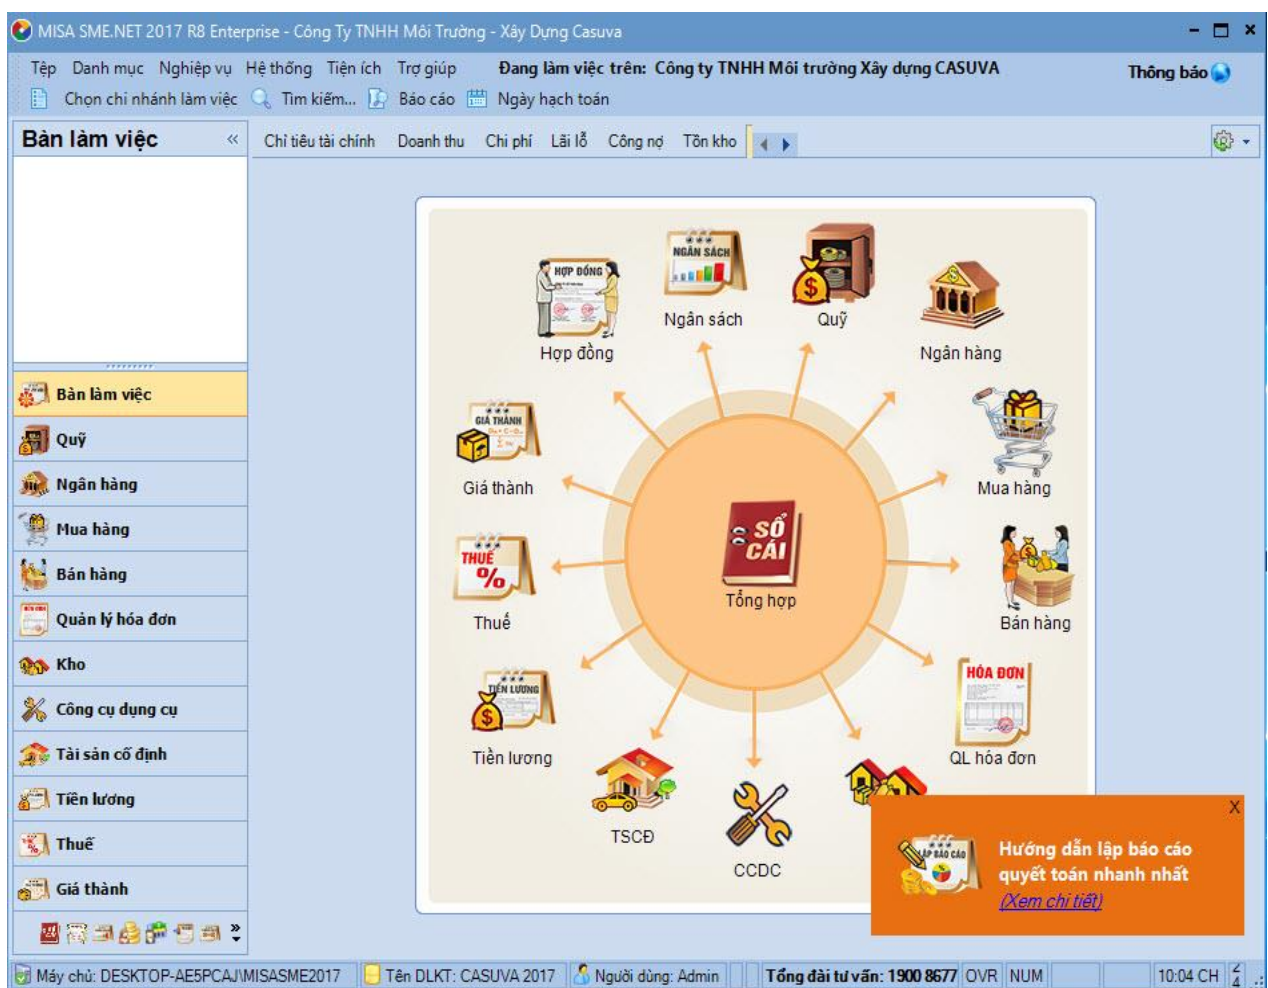 MISA SME.NET 2017 R8 Enterprise - Công Ty TNHH Môi Trường - Xây Dựng Casuva
Tệp Danh mục Nghiệp vụ Hệ thống Tiện ích Trợ giúp Đang làm việc trên: Công ty TNHH Môi trường Xây dựng CASUVA Thông báo
Chọn chi nhánh làm việc Tìm kiếm... Báo cáo Ngày hạch toán
Bàn làm việc «
Chỉ tiêu tài chính Doanh thu Chi phí Lãi lỗ Công nợ Tồn kho
NGÂN SÁCH
HỢP ĐỒNG
Ngân sách Quỹ
Hợp đồng Ngân hàng
Bàn làm việc
GIÁ THÀNH
Quỹ
Ngân hàng
Giá thành Mua hàng
Mua hàng
SỔ
CÁI
THUẾ
%
Bán hàng
Tổng hợp
Quản lý hóa đơn
Thuế Bán hàng
Kho
HÓA ĐƠN
TIỀN LƯƠNG
Công cụ dụng cụ
Tài sản cố định
Tiền lương QL hóa đơn
Tiền lương
TSCĐ
X
Thuế
LẬP BÁO CÁO
Hướng dẫn lập báo cáo
quyết toán nhanh nhất
(Xem chi tiết)
CCDC
Giá thành
Máy chủ: DESKTOP-AE5PCAJ\MISASME2017 Tên DLKT: CASUVA 2017 Người dùng: Admin Tổng đài tư vấn: 1900 8677 OVR NUM 10:04 CH